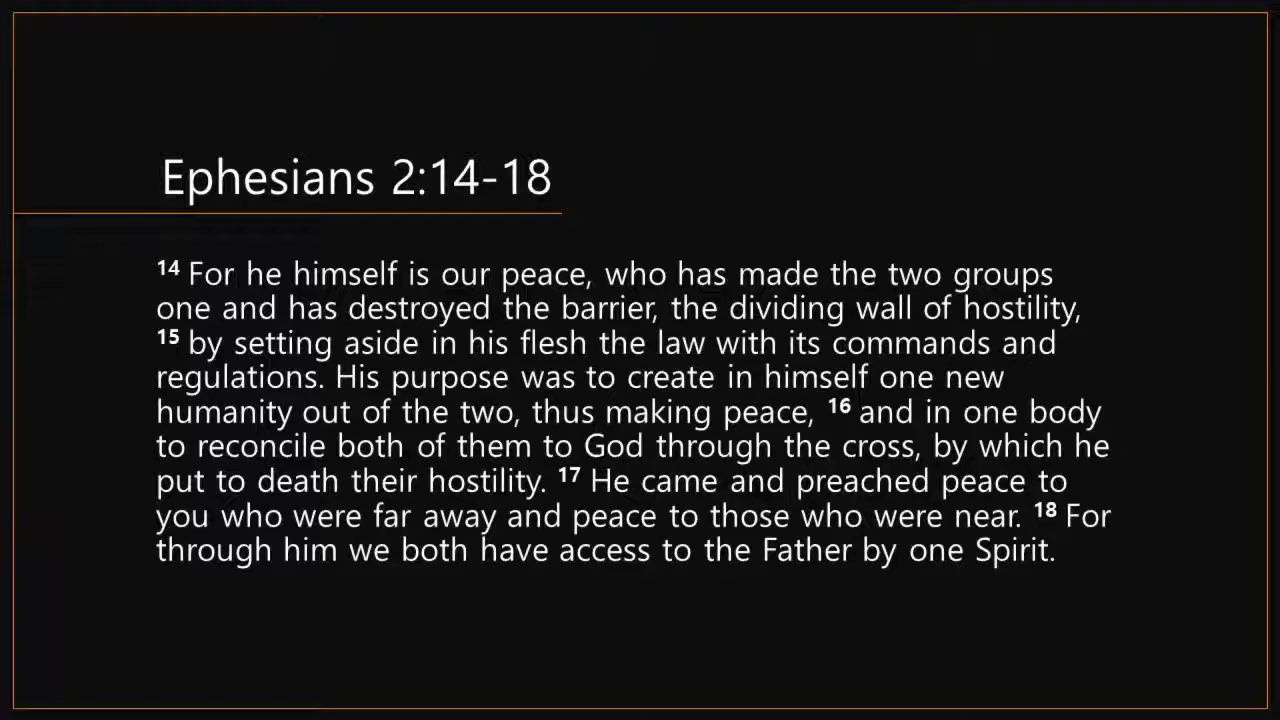 Ephesians 2:14-18
14 For he himself is our peace, who has made the two groups
one and has destroyed the barrier, the dividing wall of hostility,
15 by setting aside in his flesh the law with its commands and
regulations. His purpose was to create in himself one new
humanity out of the two, thus making peace, 16 and in one body
to reconcile both of them to God through the cross, by which he
put to death their hostility. 17 He came and preached peace to
you who were far away and peace to those who were near. 18 For
through him we both have access to the Father by one Spirit.